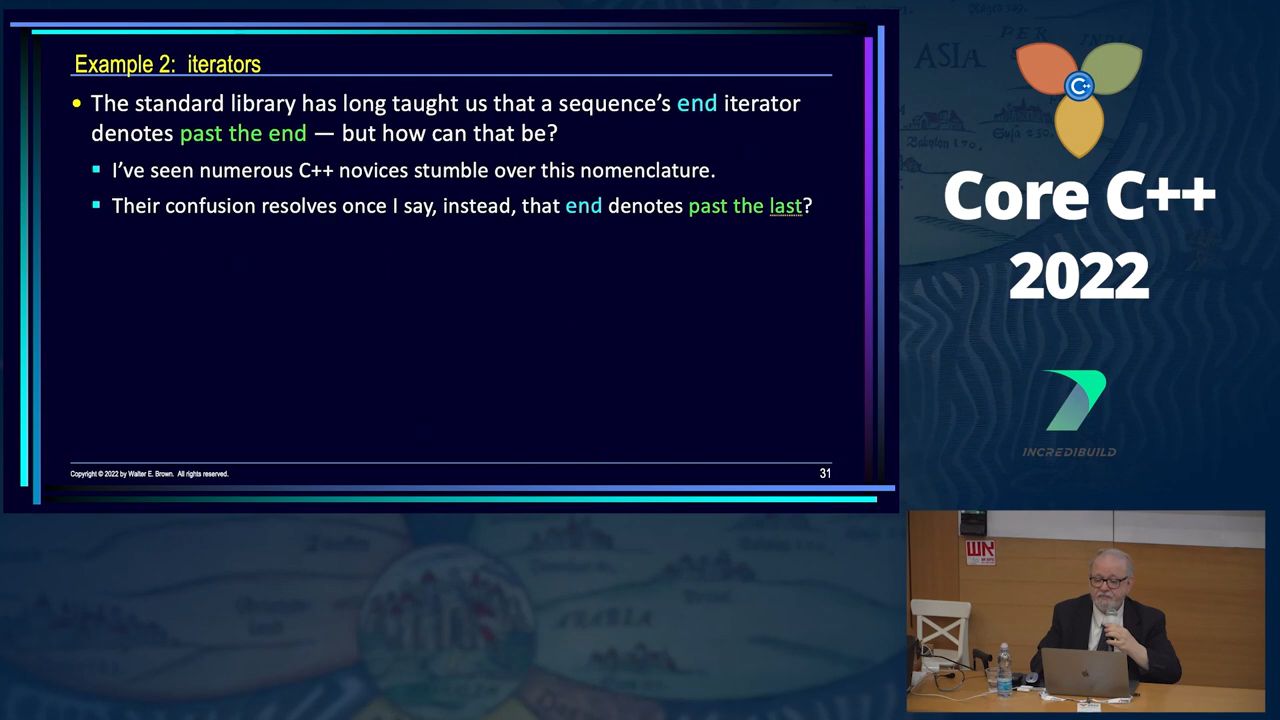 Example 2: iterators
• The standard library has long taught us that a sequence’s end iterator
denotes past the end — but how can that be?
▪ I’ve seen numerous C++ novices stumble over this nomenclature.
▪ Their confusion resolves once I say, instead, that end denotes past the last?
Copyright © 2022 by Walter E. Brown. All rights reserved.
31
ASIA
C++
Core C++
2022
INCREDIBUILD